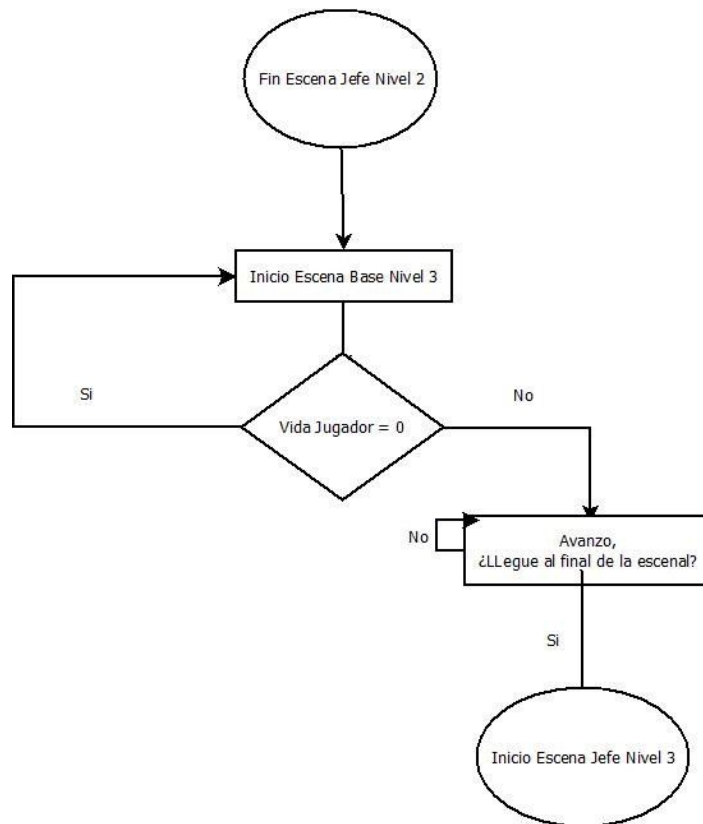 Fin Escena Jefe Nivel 2
Inicio Escena Base Nivel 3
Si
No
Vida Jugador = 0
No
Avanzo,
¿LLegue al final de la escenal?
Si
Inicio Escena Jefe Nivel 3